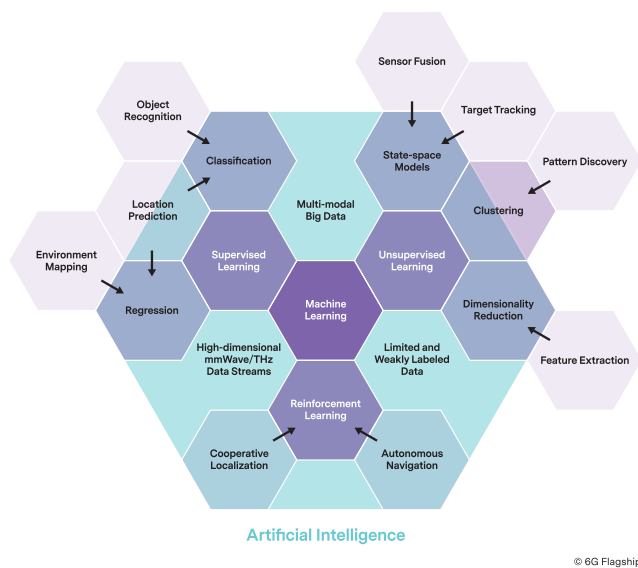 Sensor Fusion
Object
Recognition
Target Tracking
Classification
State-space
Models
Pattern Discovery
Location
Prediction
Multi-modal
Big Data
Clustering
Environment
Mapping
Supervised
Learning
Unsupervised
Learning
Regression
Machine
Learning
Dimensionality
Reduction
High-dimensional
mmWave/THz
Data Streams
Limited and
Weakly Labeled
Data
Feature Extraction
Reinforcement
Learning
Cooperative
Localization
Autonomous
Navigation
Artificial Intelligence
© 6G Flagship